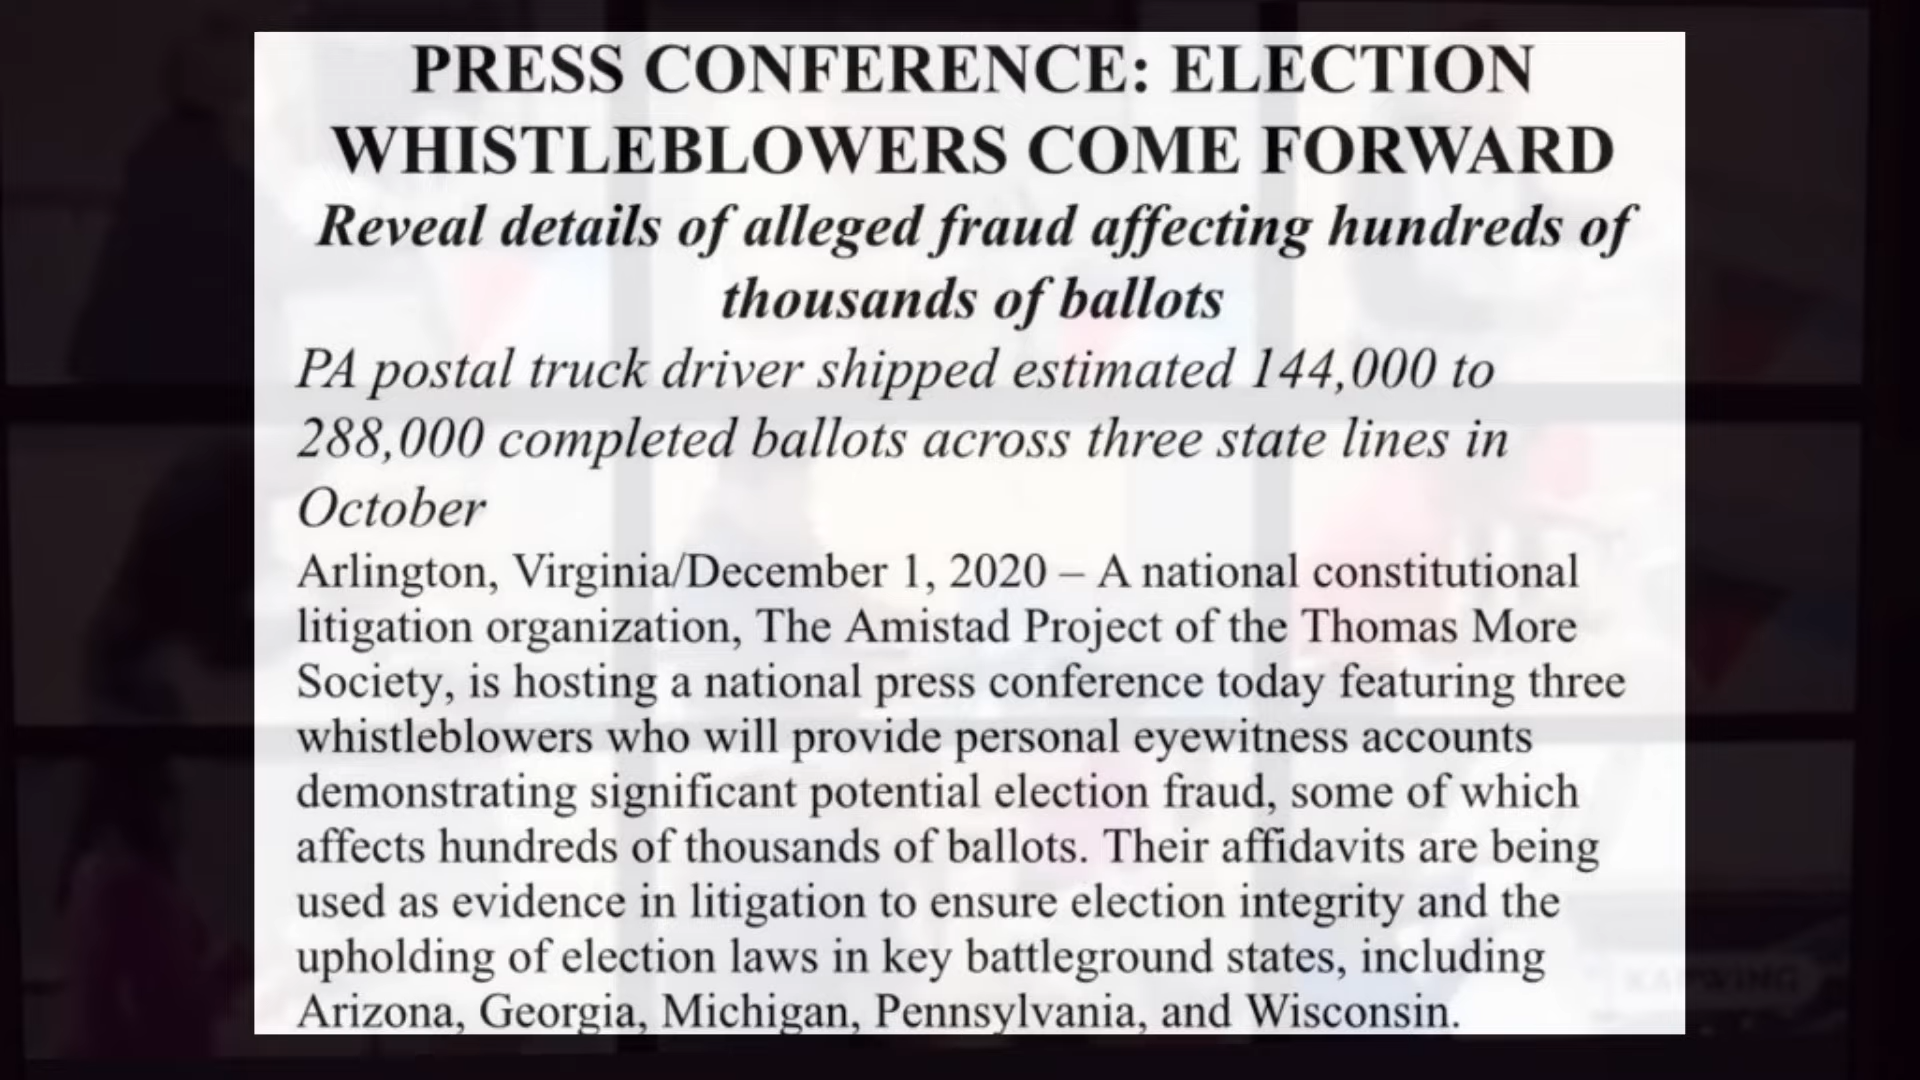 PRESS CONFERENCE: ELECTION
WHISTLEBLOWERS COME FORWARD
Reveal details of alleged fraud affecting hundreds of
thousands of ballots
PA postal truck driver shipped estimated 144,000 to
288,000 completed ballots across three state lines in
October
Arlington, Virginia/December 1, 2020 – A national constitutional
litigation organization, The Amistad Project of the Thomas More
Society, is hosting a national press conference today featuring three
whistleblowers who will provide personal eyewitness accounts
demonstrating significant potential election fraud, some of which
affects hundreds of thousands of ballots. Their affidavits are being
used as evidence in litigation to ensure election integrity and the
upholding of election laws in key battleground states, including
Arizona, Georgia, Michigan, Pennsylvania, and Wisconsin.
KAPWING